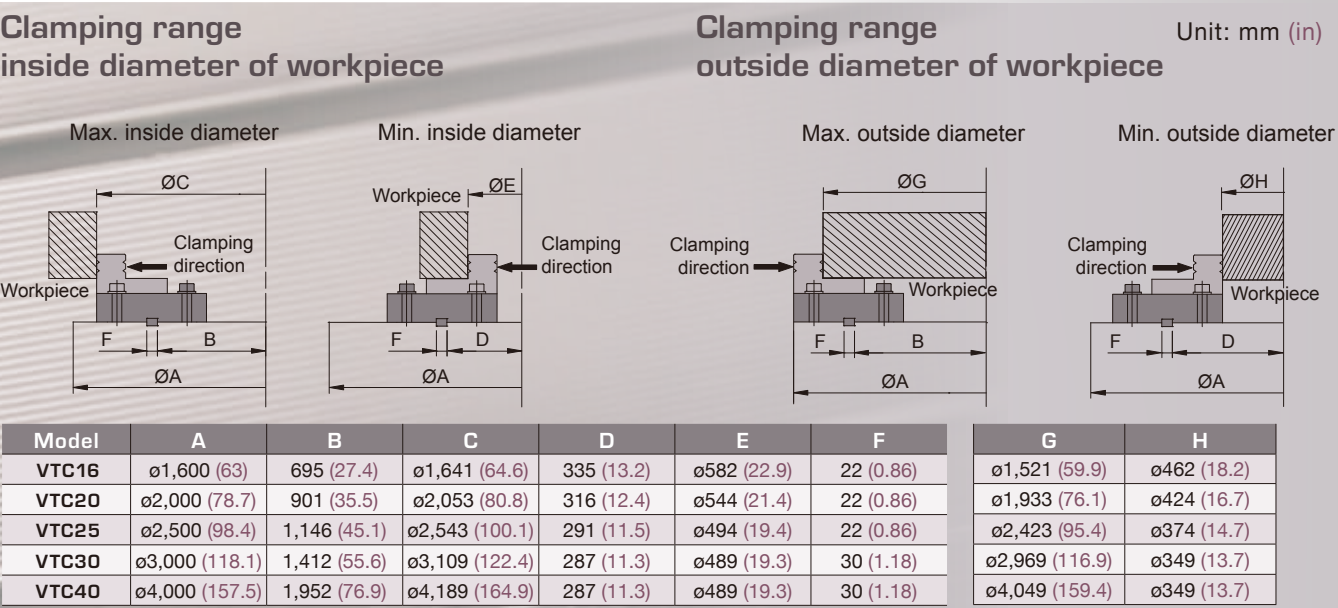 Clamping range
inside diameter of workpiece
Clamping range
outside diameter of workpiece
Unit: mm (in)
Max. inside diameter
Min. inside diameter
Max. outside diameter
Min. outside diameter
ØC
Clamping
direction
Workpiece
F
B
ØA
Workpiece
ØE
Clamping
direction
F
D
ØA
ØG
Clamping
direction
Workpiece
F
B
ØA
ØH
Clamping
direction
Workpiece
F
D
ØA
Model A B C D E F G H
VTC16 ø1,600 (63) 695 (27.4) ø1,641 (64.6) 335 (13.2) ø582 (22.9) 22 (0.86) ø1,521 (59.9) ø462 (18.2)
VTC20 ø2,000 (78.7) 901 (35.5) ø2,053 (80.8) 316 (12.4) ø544 (21.4) 22 (0.86) ø1,933 (76.1) ø424 (16.7)
VTC25 ø2,500 (98.4) 1,146 (45.1) ø2,543 (100.1) 291 (11.5) ø494 (19.4) 22 (0.86) ø2,423 (95.4) ø374 (14.7)
VTC30 ø3,000 (118.1) 1,412 (55.6) ø3,109 (122.4) 287 (11.3) ø489 (19.3) 30 (1.18) ø2,969 (116.9) ø349 (13.7)
VTC40 ø4,000 (157.5) 1,952 (76.9) ø4,189 (164.9) 287 (11.3) ø489 (19.3) 30 (1.18) ø4,049 (159.4) ø349 (13.7)